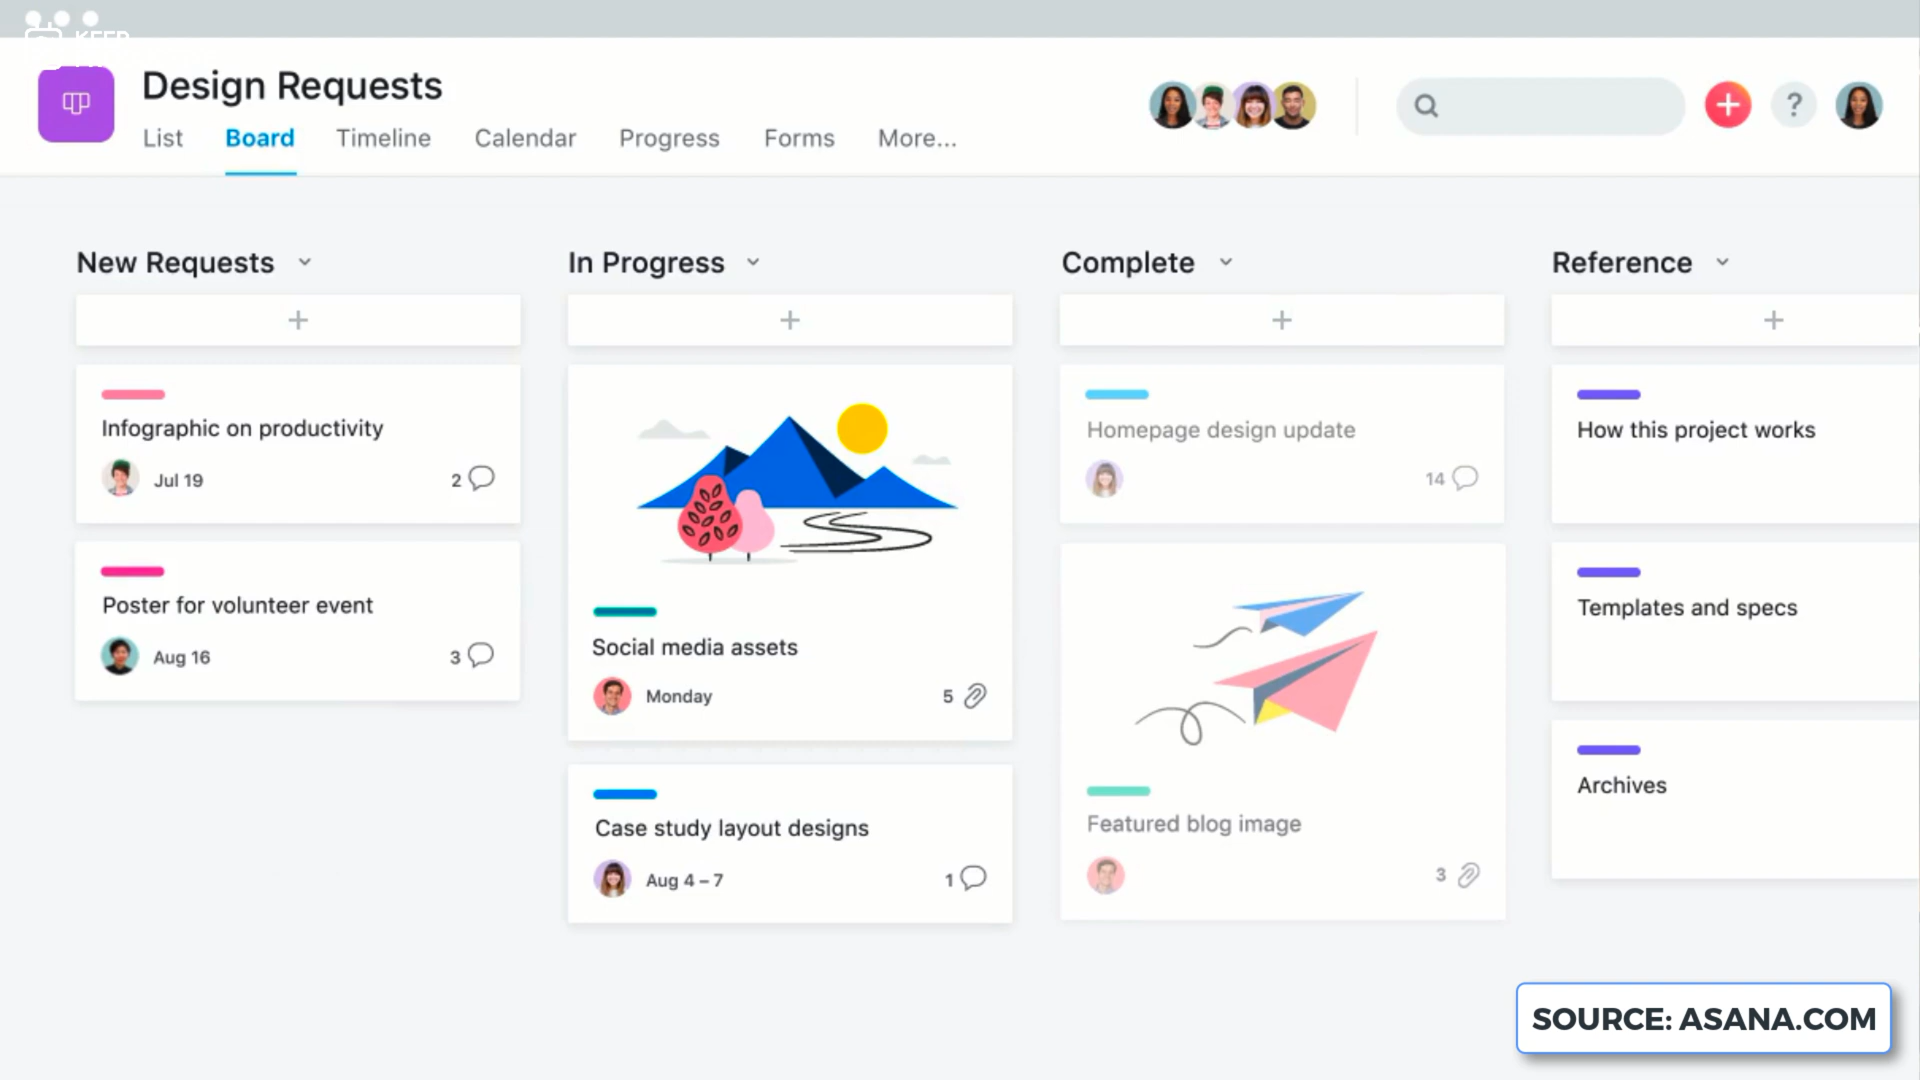 KEEP
Design Requests
List
Board
Timeline
Calendar
Progress
Forms
More...
?
New Requests
In Progress
Complete
Reference
Infographic on productivity
Jul 19
2
Poster for volunteer event
Aug 16
3
Social media assets
Monday
5
Case study layout designs
Aug 4 – 7
1
Homepage design update
14
Featured blog image
3
How this project works
Templates and specs
Archives
SOURCE: ASANA.COM